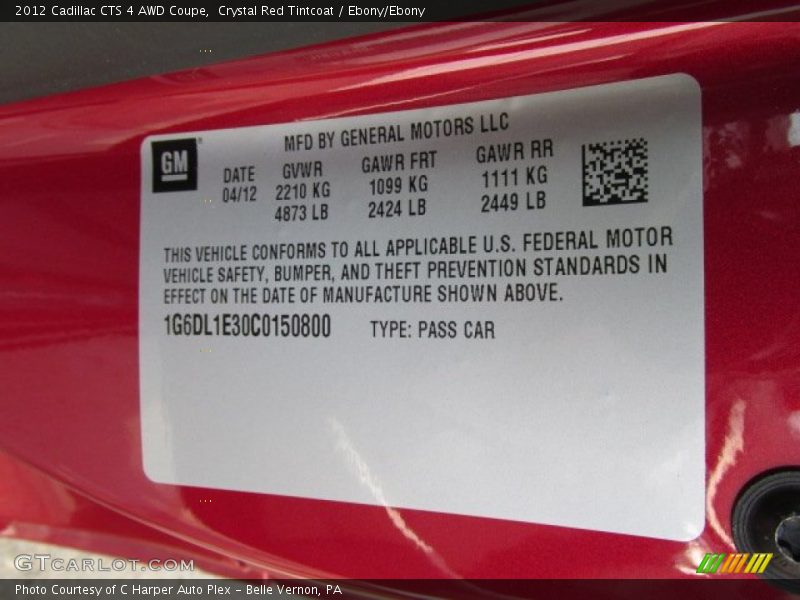 2012 Cadillac CTS 4 AWD Coupe,  Crystal Red Tintcoat / Ebony/Ebony
MFD BY GENERAL MOTORS LLC
GM
DATE GVWR GAWR FRT GAWR RR
04/12 2210 KG 1099 KG 1111 KG
4873 LB 2424 LB 2449 LB
THIS VEHICLE CONFORMS TO ALL APPLICABLE U.S. FEDERAL MOTOR
VEHICLE SAFETY, BUMPER, AND THEFT PREVENTION STANDARDS IN
EFFECT ON THE DATE OF MANUFACTURE SHOWN ABOVE.
1G6DL1E30C0150800 TYPE: PASS CAR
GTCARLOT.COM
Photo Courtesy of C Harper Auto Plex - Belle Vernon, PA